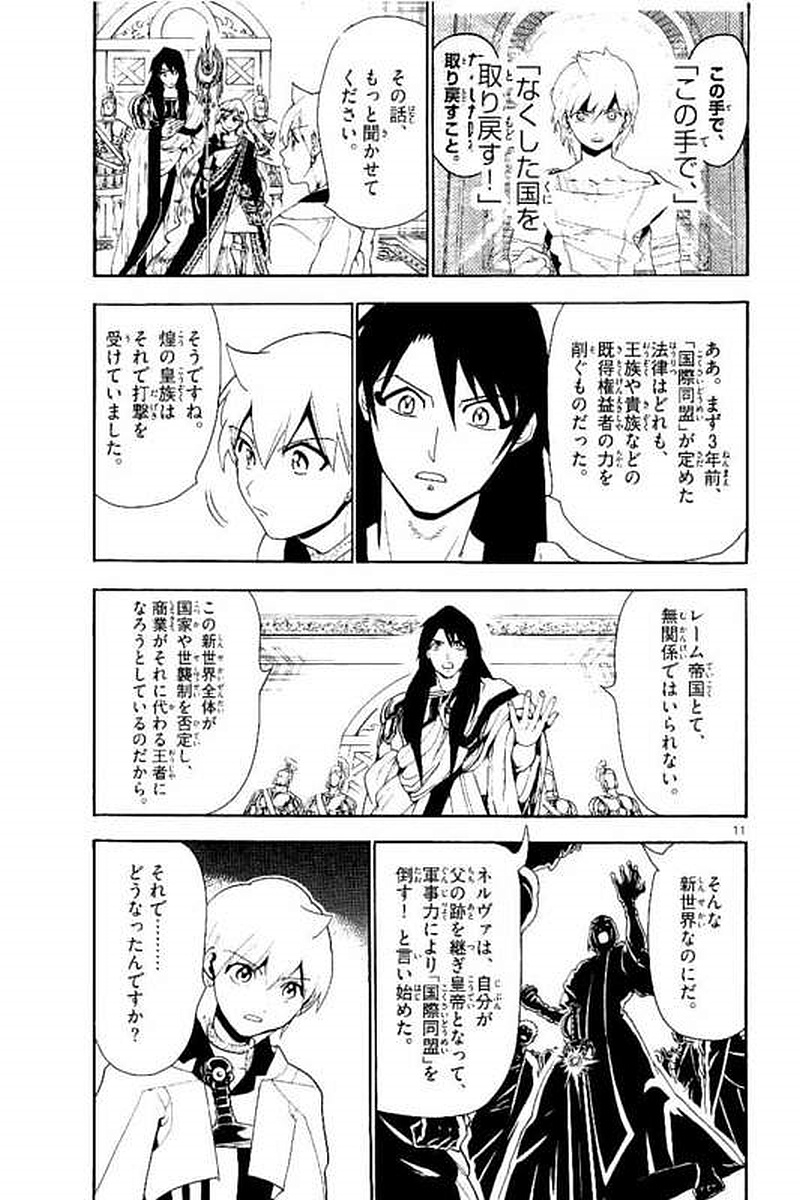 この手で、
取り戻すこと。
「この手で、」
「なくした国を
取り戻す！」
その話、
もっと聞かせて
ください。
ああ。まず3年前、
「国際同盟」が定めた
法律はどれも、
王族や貴族などの
既得権益者の力を
削ぐものだった。
そうですね。
煌の皇族は
それで打撃を
受けていました。
レーム帝国とて、
無関係ではいられない。
この新世界全体が
国家や世襲制を否定し、
商業がそれに代わる王者に
なろうとしているのだから。
11
そんな
新世界なのにだ。
ネルヴァは、自分が
父の跡を継ぎ皇帝となって、
軍事力により「国際同盟」を
倒す！と言い始めた。
それで………
どうなったんですか？